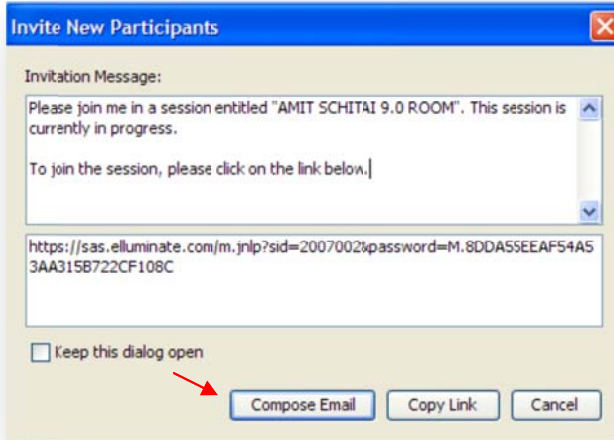 Invite New Participants
Invitation Message:
Please join me in a session entitled "AMIT SCHITAI 9.0 ROOM". This session is
currently in progress.
To join the session, please click on the link below.
https://sas.elluminate.com/m.jnlp?sid=2007002&password=M.8DDA55EEAF54A5
3AA315B722CF108C
Keep this dialog open
Compose Email
Copy Link
Cancel